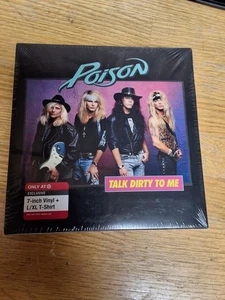 POISON
TALK DIRTY TO ME
ONLY AT
EXCLUSIVE
7-inch Vinyl +
L/XL T-Shirt